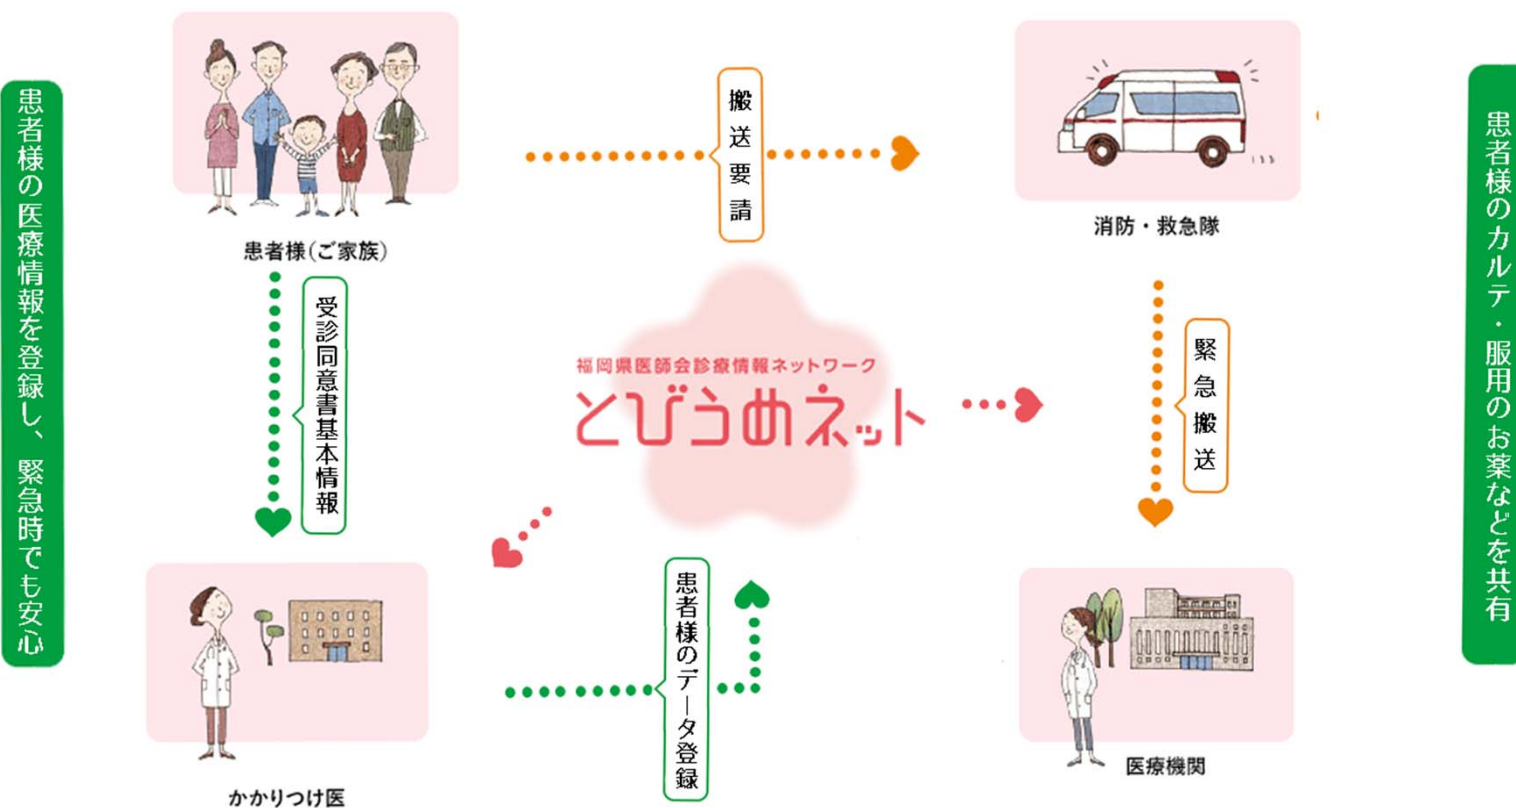 患者様の医療情報を登録し、緊急時でも安心
患者様(ご家族)
搬送要請
消防・救急隊
受診同意書基本情報
福岡県医師会診療情報ネットワーク
とびうめネット
緊急搬送
かかりつけ医
患者様のデータ登録
医療機関
患者様のカルテ・服用のお薬などを共有